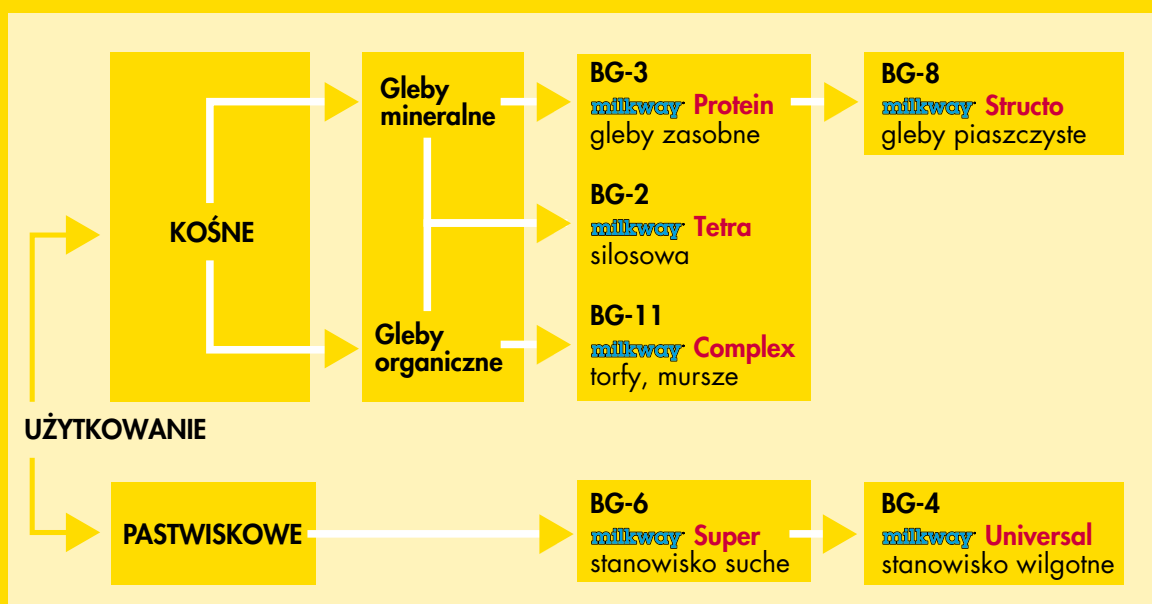 UŻYTKOWANIE
KOŚNE
Gleby
mineralne
BG-3
milkway Protein
gleby zasobne
BG-8
milkway Structo
gleby piaszczyste
BG-2
milkway Tetra
silosowa
Gleby
organiczne
BG-11
milkway Complex
torfy, mursze
PASTWISKOWE
BG-6
milkway Super
stanowisko suche
BG-4
milkway Universal
stanowisko wilgotne